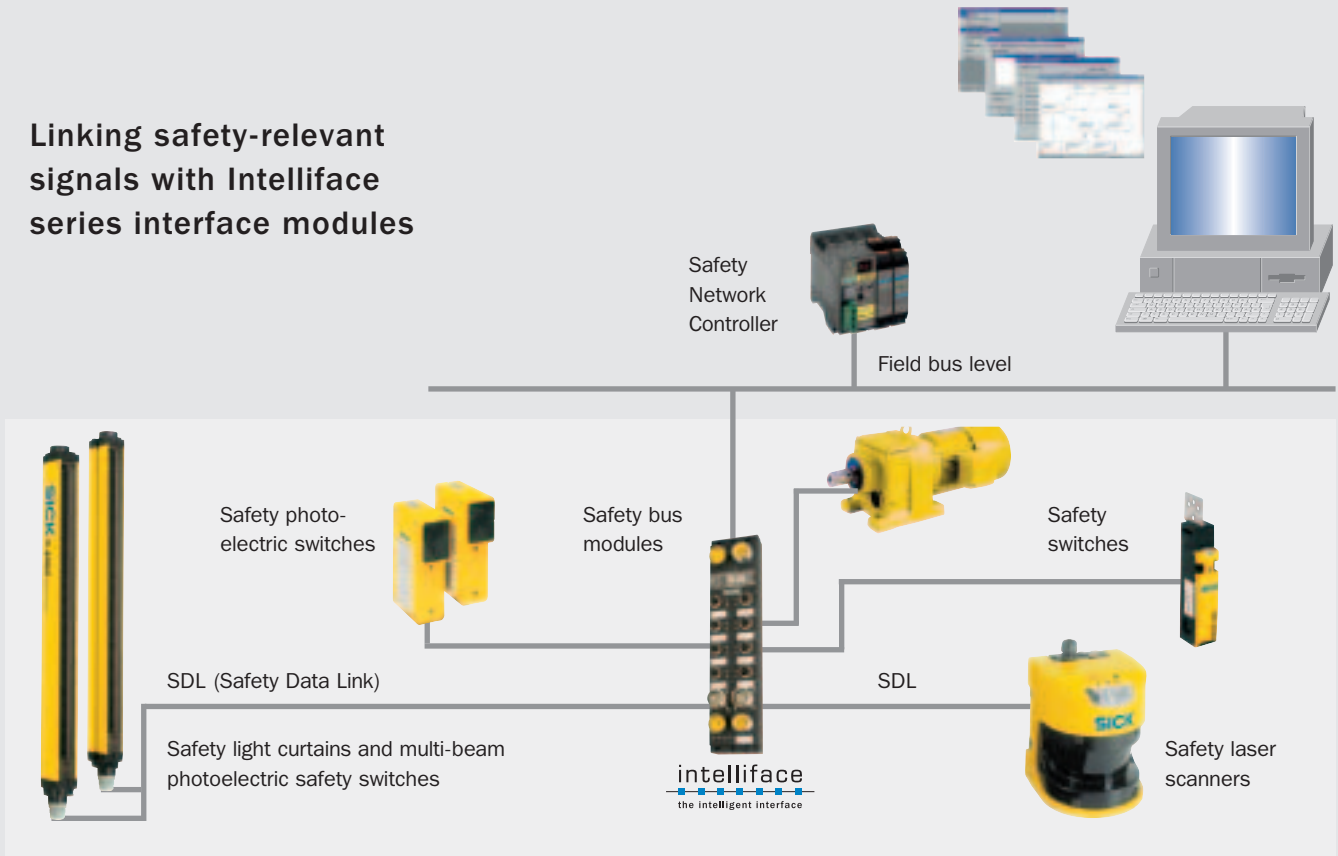 Linking safety-relevant
signals with Intelliface
series interface modules
Safety
Network
Controller
Field bus level
Safety photo-
electric switches
Safety bus
modules
Safety
switches
SICK
SDL (Safety Data Link)
SDL
SICK
Safety light curtains and multi-beam
photoelectric safety switches
Safety laser
scanners
intelliface
the intelligent interface